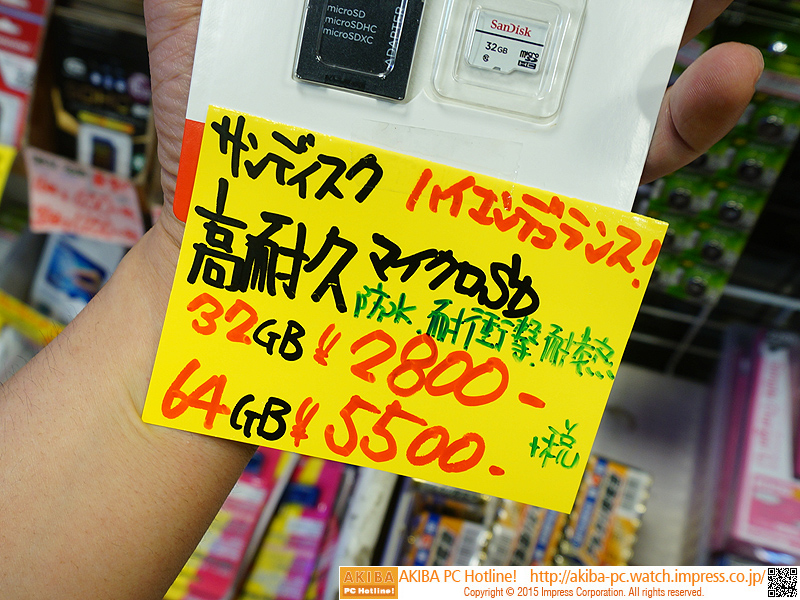 microSD
microSDHC
microSDXC
ADAPTER
SanDisk
32GB
サンディスク ハイエンデュランス!
高耐久 マイクロSD
防水.耐衝撃.耐熱
32GB ¥2800-
64GB ¥5500-
+税
AKIBA PC Hotline! AKIBA PC Hotline! http://akiba-pc.watch.impress.co.jp/
Copyright © 2015 Impress Corporation. All rights reserved.